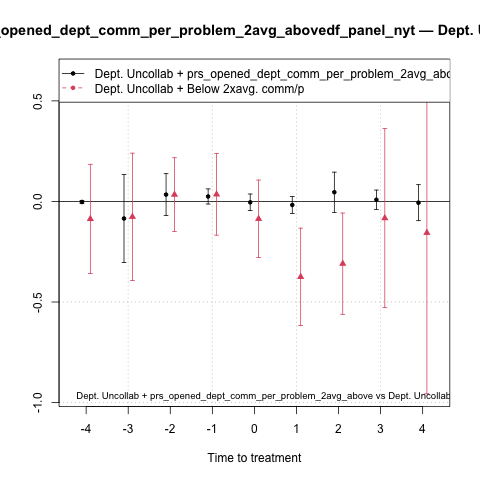 _opened_dept_comm_per_problem_2avg_abovedf_panel_nyt — Dept.
Dept. Uncollab + prs_opened_dept_comm_per_problem_2avg_abo
Dept. Uncollab + Below 2xavg. comm/p
0.5
0.0
-0.5
-1.0
Dept. Uncollab + prs_opened_dept_comm_per_problem_2avg_above vs Dept. Uncollab
-4 -3 -2 -1 0 1 2 3 4
Time to treatment